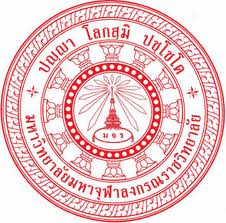 ปญฺญา โลกสฺมิ ปชฺโชโต
ม จ ร
มหาวิทยาลัยมหาจุฬาลงกรณราชวิทยาลัย